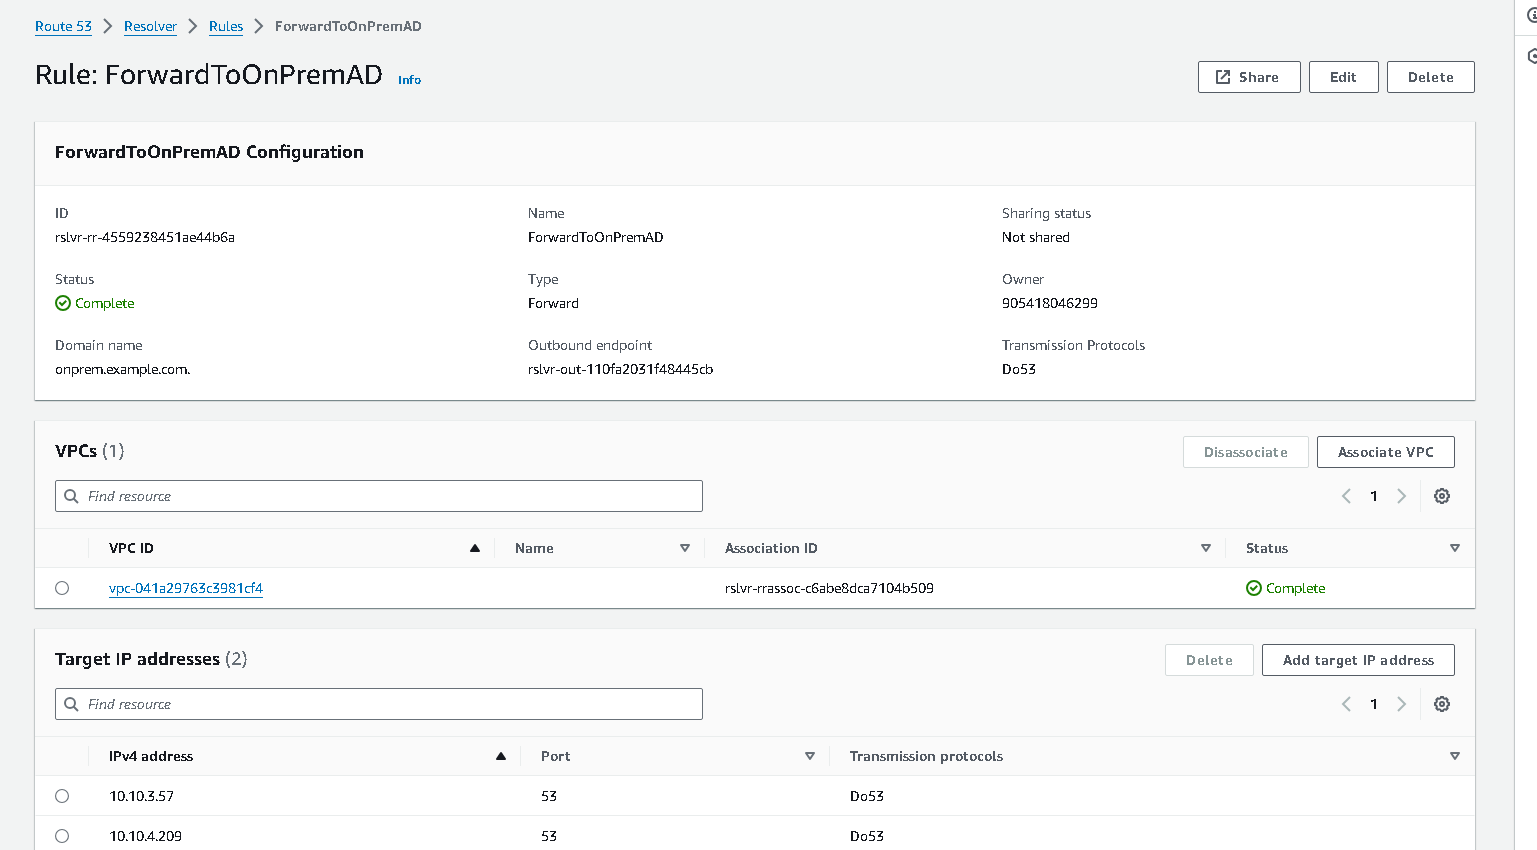 Route 53 > Resolver > Rules > ForwardToOnPremAD
Rule: ForwardToOnPremAD Info
Share Edit Delete
ForwardToOnPremAD Configuration
ID Name Sharing status
rslvr-rr-4559238451ae44b6a ForwardToOnPremAD Not shared
Status Type Owner
Complete Forward 905418046299
Domain name Outbound endpoint Transmission Protocols
onprem.example.com. rslvr-out-110fa2031f48445cb Do53
VPCs (1) Disassociate Associate VPC
Find resource 1
VPC ID Name Association ID Status
vpc-041a29763c3981cf4 rslvr-rrassoc-c6abe8dca7104b509 Complete
Target IP addresses (2) Delete Add target IP address
Find resource 1
IPv4 address Port Transmission protocols
10.10.3.57 53 Do53
10.10.4.209 53 Do53